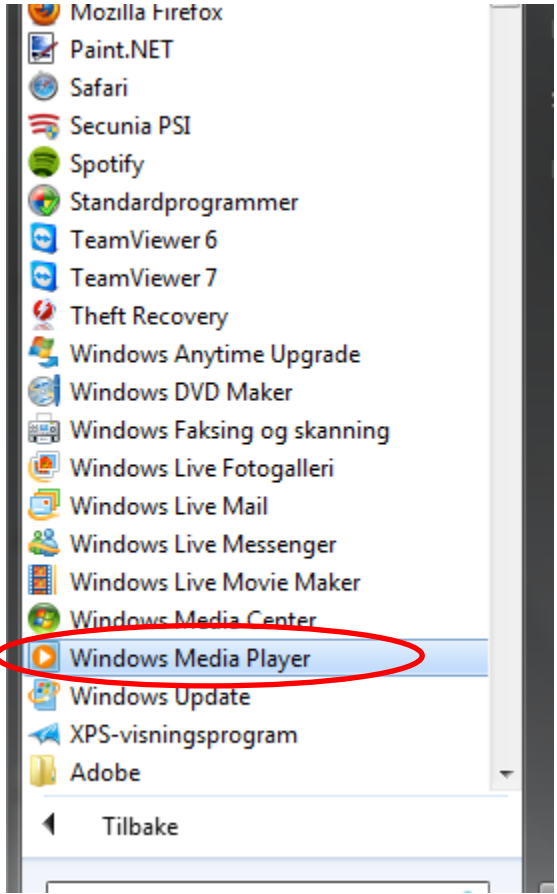 Mozilla Firefox
Paint.NET
Safari
Secunia PSI
Spotify
Standardprogrammer
TeamViewer 6
TeamViewer 7
Theft Recovery
Windows Anytime Upgrade
Windows DVD Maker
Windows Faksing og skanning
Windows Live Fotogalleri
Windows Live Mail
Windows Live Messenger
Windows Live Movie Maker
Windows Media Center
Windows Media Player
Windows Update
XPS-visningsprogram
Adobe
Tilbake